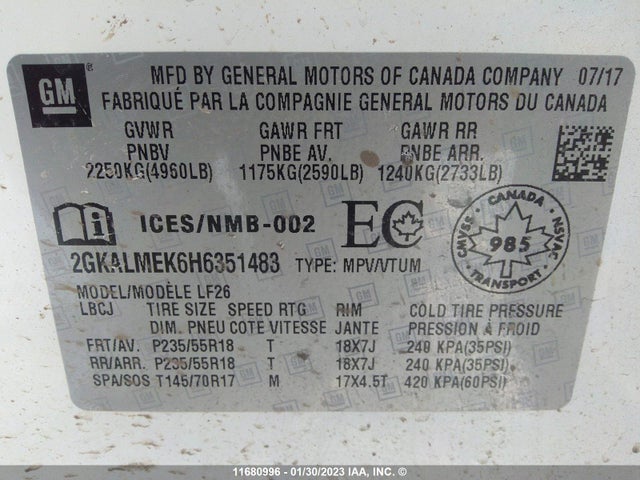 GM ®
MFD BY GENERAL MOTORS OF CANADA COMPANY 07/17
FABRIQUÉ PAR LA COMPAGNIE GENERAL MOTORS DU CANADA
GVWR GAWR FRT GAWR RR
PNBV PNBE AV. PNBE ARR.
2250KG(4960LB) 1175KG(2590LB) 1240KG(2733LB)
ICES/NMB-002 EC
CANADA
CMVSS 985 NSVAC
TRANSPORT
2GKALMEK6H6351483 TYPE: MPV/VTUM
MODEL/MODÈLE LF26
LBCJ TIRE SIZE SPEED RTG RIM COLD TIRE PRESSURE
DIM. PNEU COTE VITESSE JANTE PRESSION À FROID
FRT/AV. P235/55R18 T 18X7J 240 KPA(35PSI)
RR/ARR. P235/55R18 T 18X7J 240 KPA(35PSI)
SPA/SOS T145/70R17 M 17X4.5T 420 KPA(60PSI)
11680996 - 01/30/2023 IAA, Inc. ©